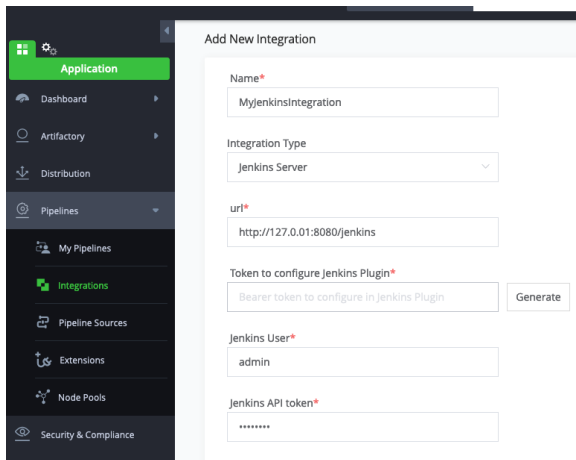 Application
Dashboard
Artifactory
Distribution
Pipelines
My Pipelines
Integrations
Pipeline Sources
Extensions
Node Pools
Security & Compliance
Add New Integration
Name*
MyJenkinsIntegration
Integration Type
Jenkins Server
url*
http://127.0.01:8080/jenkins
Token to configure Jenkins Plugin*
Bearer token to configure in Jenkins Plugin
Generate
Jenkins User*
admin
Jenkins API token*
••••••••